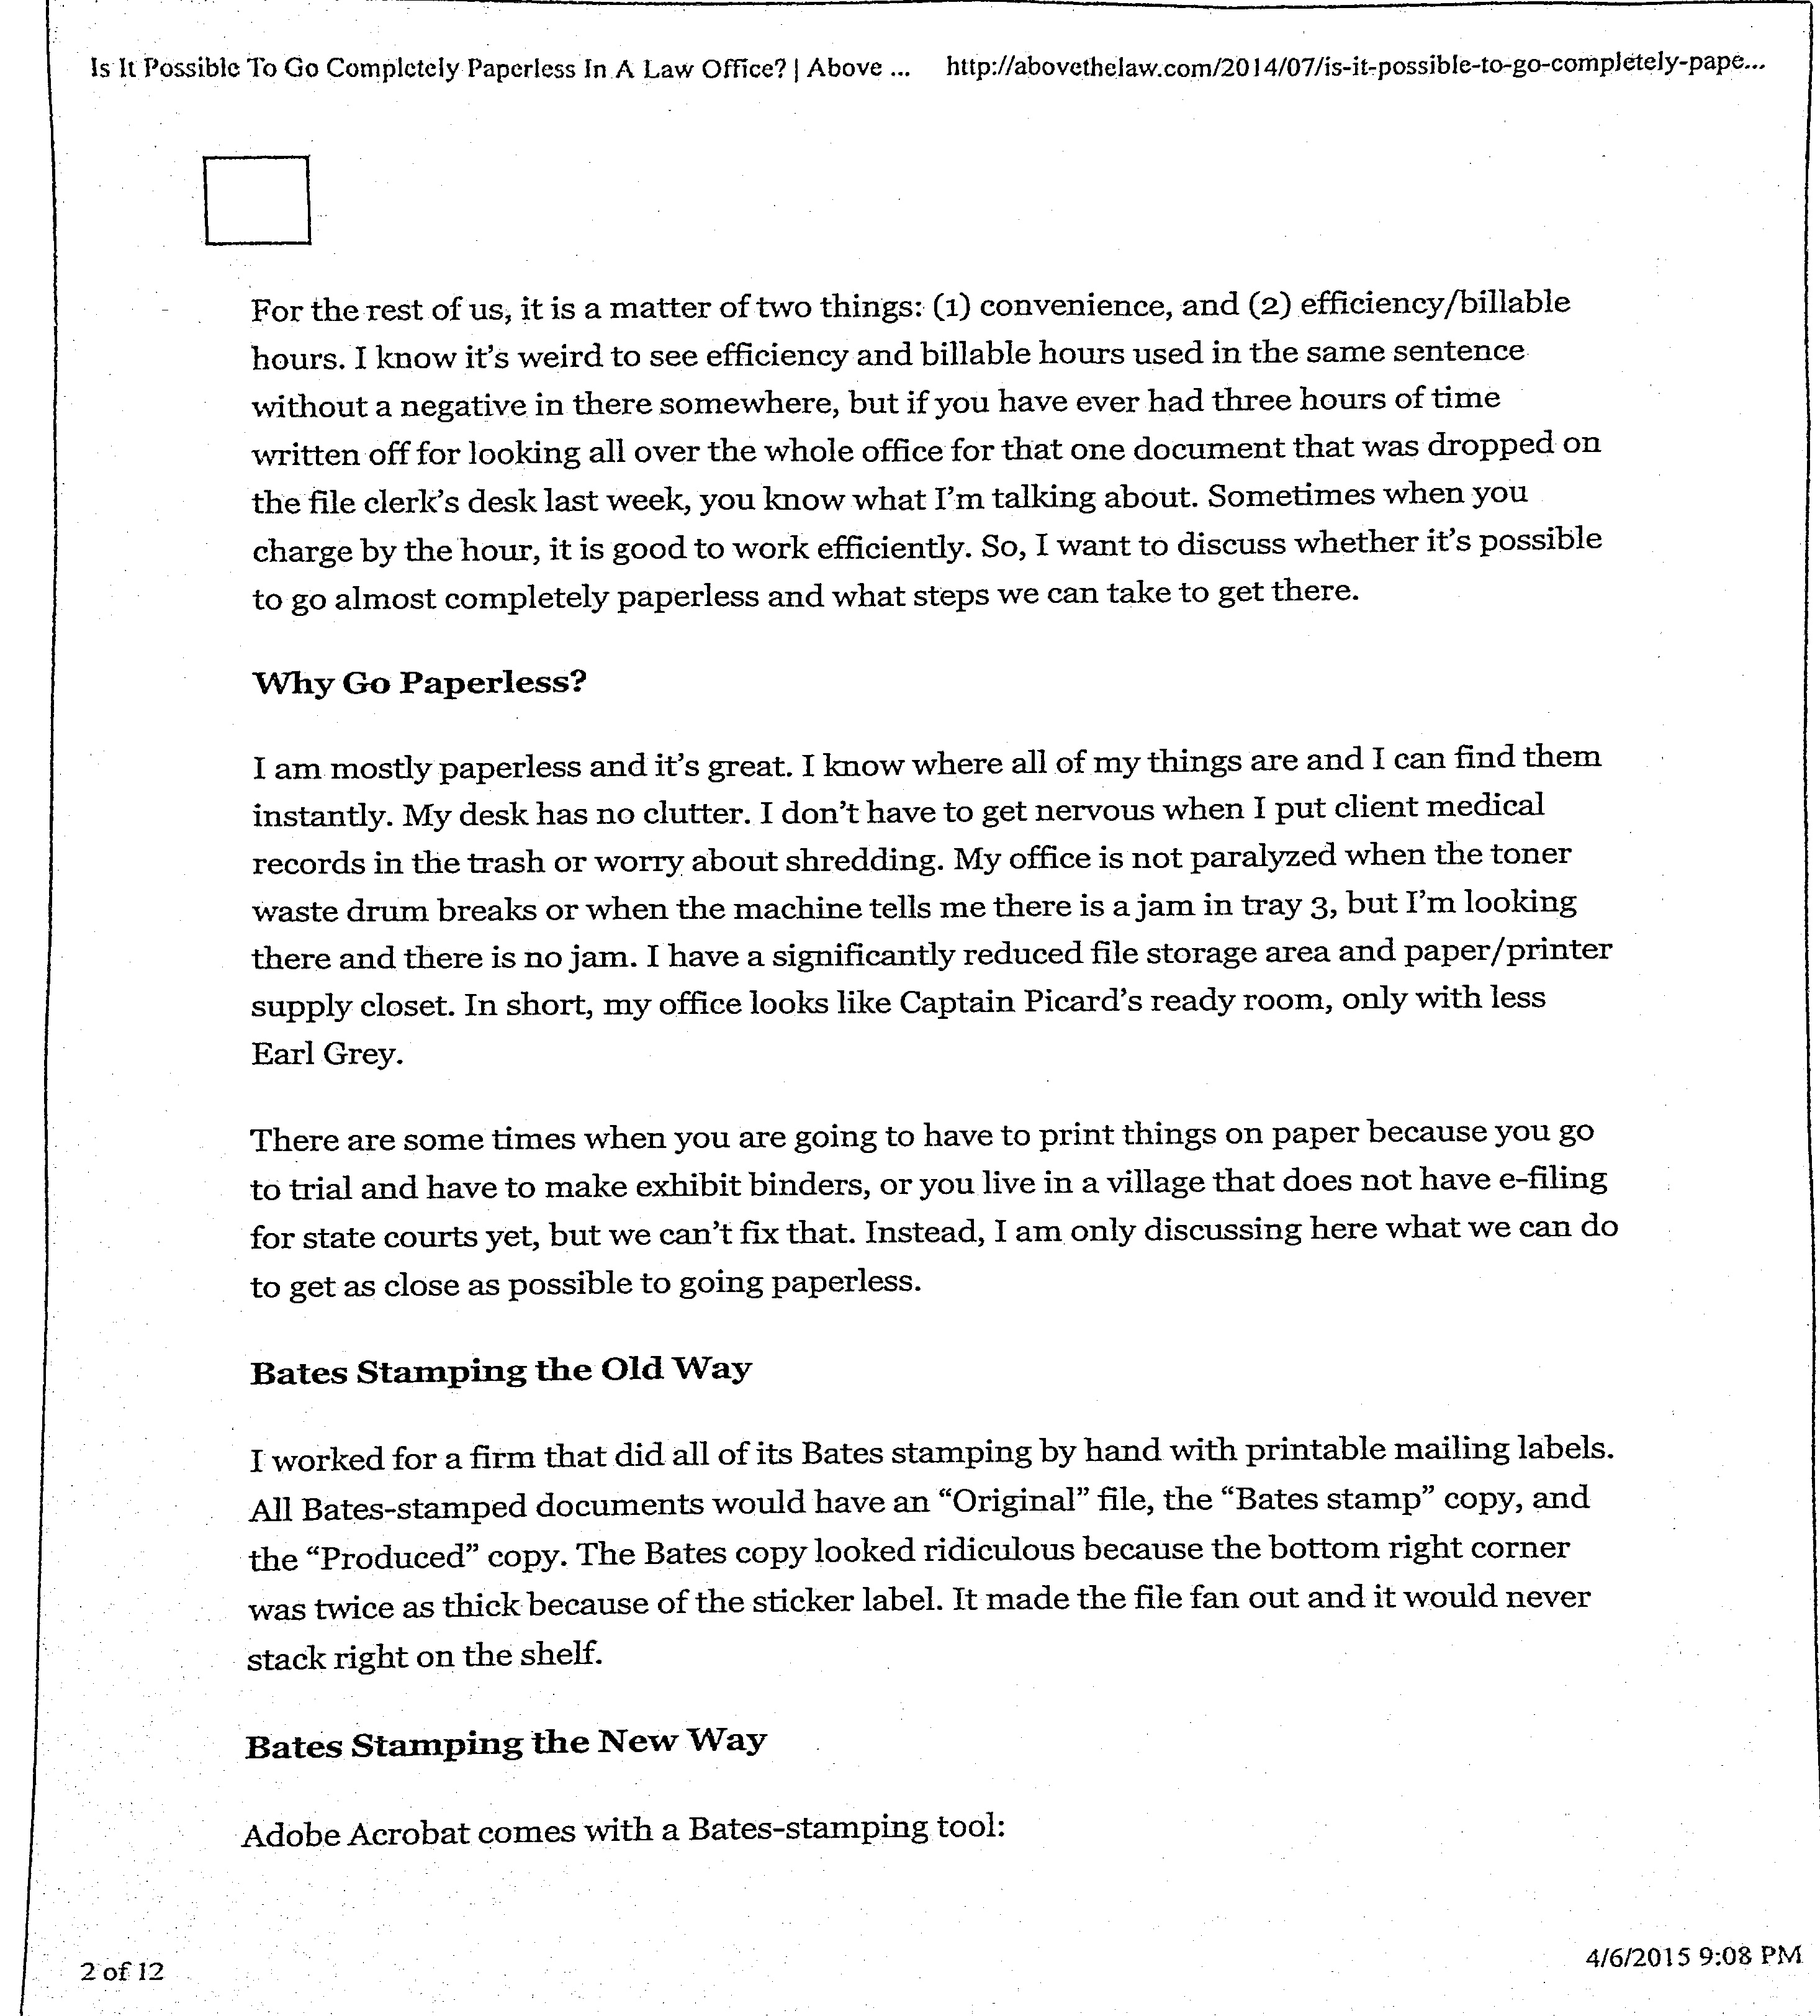 Is It Possible To Go Completely Paperless In A Law Office? | Above ... http://abovethelaw.com/2014/07/is-it-possible-to-go-completely-pape...
For the rest of us, it is a matter of two things: (1) convenience, and (2) efficiency/billable
hours. I know it's weird to see efficiency and billable hours used in the same sentence
without a negative in there somewhere, but if you have ever had three hours of time
written off for looking all over the whole office for that one document that was dropped on
the file clerk's desk last week, you know what I'm talking about. Sometimes when you
charge by the hour, it is good to work efficiently. So, I want to discuss whether it's possible
to go almost completely paperless and what steps we can take to get there.
Why Go Paperless?
I am mostly paperless and it's great. I know where all of my things are and I can find them
instantly. My desk has no clutter. I don't have to get nervous when I put client medical
records in the trash or worry about shredding. My office is not paralyzed when the toner
waste drum breaks or when the machine tells me there is a jam in tray 3, but I'm looking
there and there is no jam. I have a significantly reduced file storage area and paper/printer
supply closet. In short, my office looks like Captain Picard's ready room, only with less
Earl Grey.
There are some times when you are going to have to print things on paper because you go
to trial and have to make exhibit binders, or you live in a village that does not have e-filing
for state courts yet, but we can't fix that. Instead, I am only discussing here what we can do
to get as close as possible to going paperless.
Bates Stamping the Old Way
I worked for a firm that did all of its Bates stamping by hand with printable mailing labels.
All Bates-stamped documents would have an “Original” file, the “Bates stamp” copy, and
the “Produced” copy. The Bates copy looked ridiculous because the bottom right corner
was twice as thick because of the sticker label. It made the file fan out and it would never
stack right on the shelf.
Bates Stamping the New Way
Adobe Acrobat comes with a Bates-stamping tool:
2 of 12 4/6/2015 9:08 PM